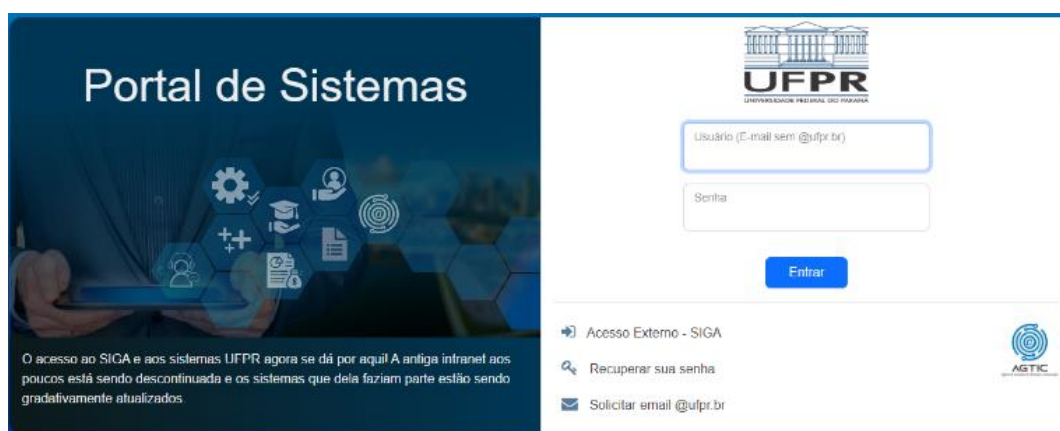 Portal de Sistemas
O acesso ao SIGA e aos sistemas UFPR agora se dá por aqui! A antiga intranet aos
poucos está sendo descontinuada e os sistemas que dela faziam parte estão sendo
gradativamente atualizados.
UFPR
UNIVERSIDADE FEDERAL DO PARANÁ
Usuário (E-mail sem @ufpr.br)
Senha
Entrar
Acesso Externo - SIGA
Recuperar sua senha
Solicitar email @ufpr.br
AGTIC